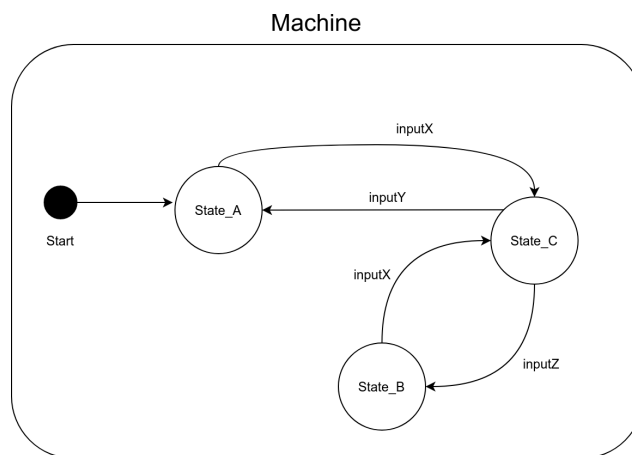 Machine
inputX
inputY
State_A
Start
State_C
inputX
inputZ
State_B